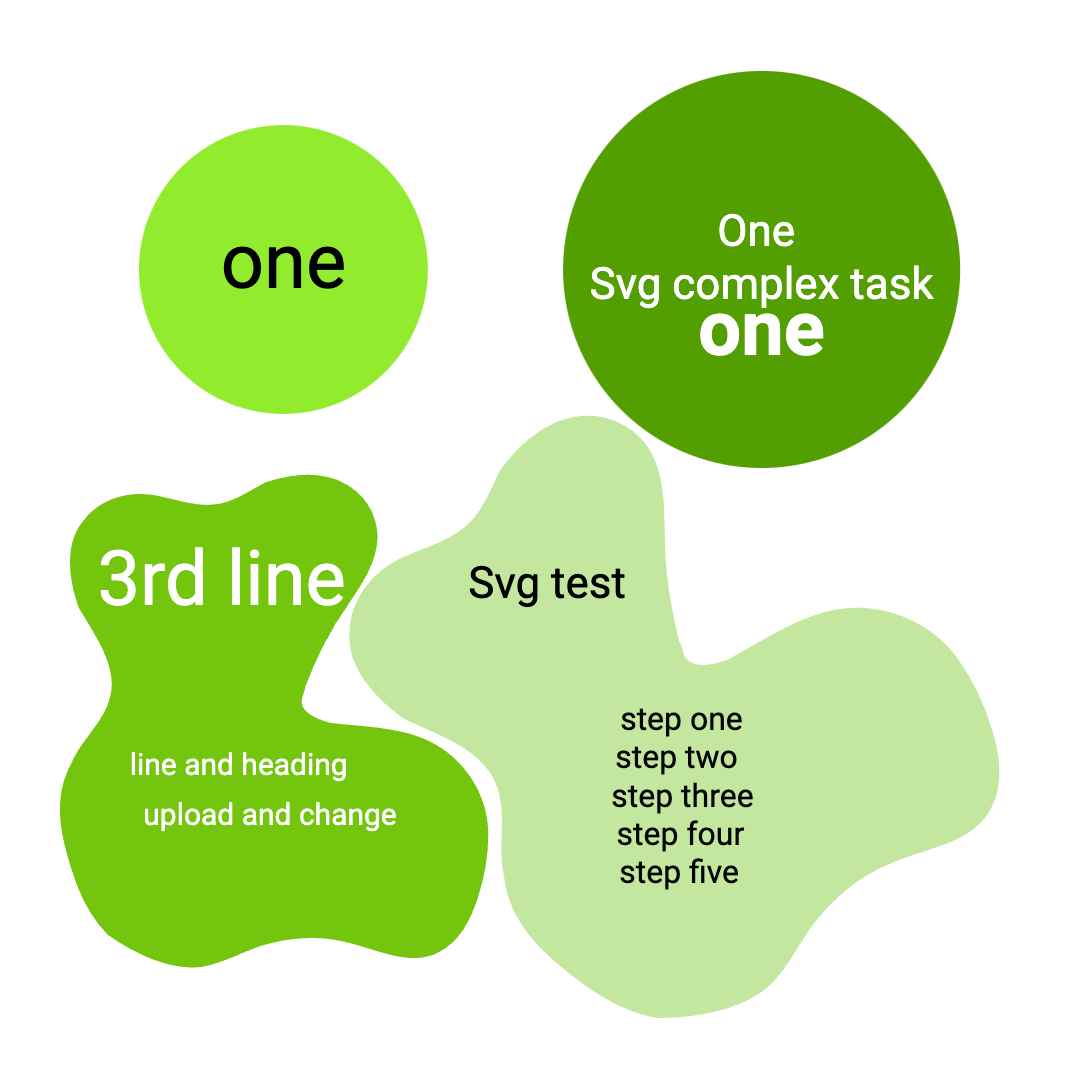 one
One
Svg complex task
one
3rd line
line and heading
upload and change
Svg test
step one
step two
step three
step four
step five